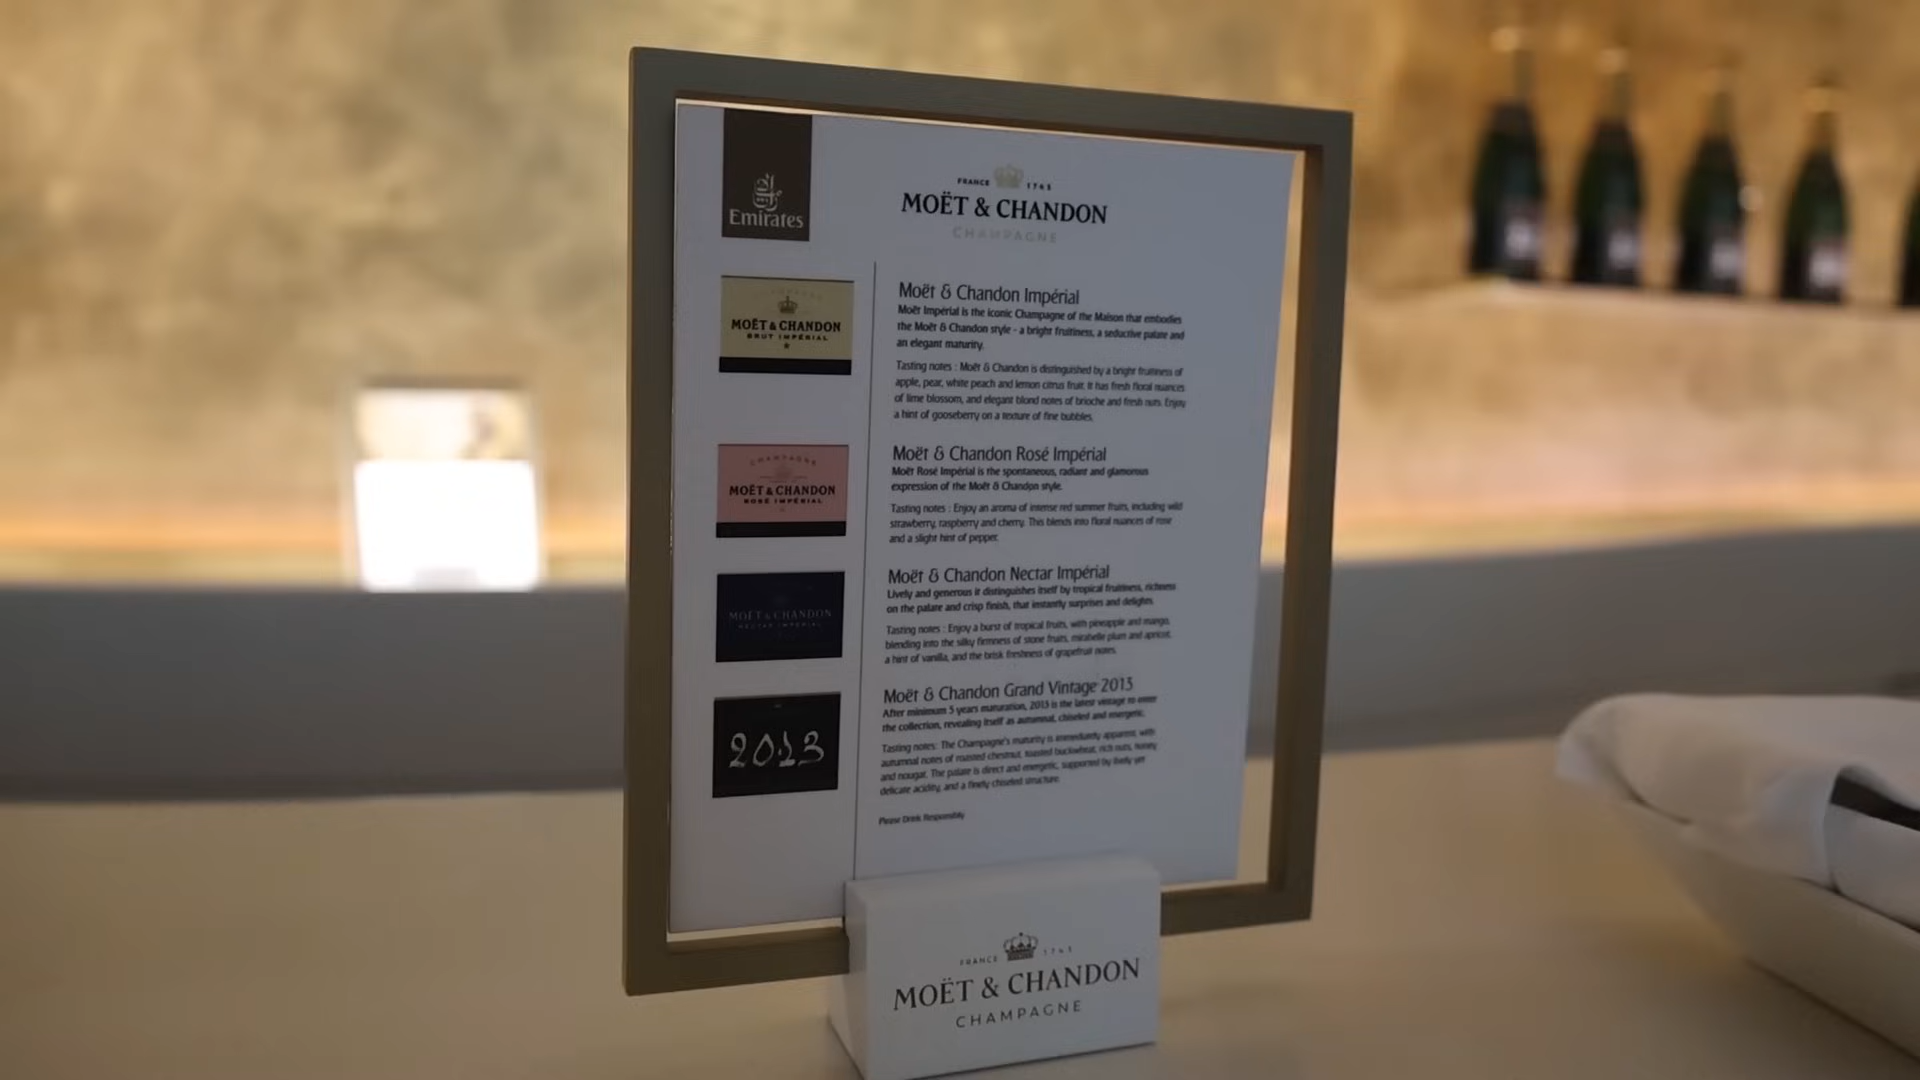 Emirates
FRANCE 1743
MOËT & CHANDON
CHAMPAGNE
MOËT & CHANDON
BRUT IMPÉRIAL
Moët & Chandon Impérial
Moët Impérial is the iconic Champagne of the Maison that embodies
the Moët & Chandon style - a bright fruitiness, a seductive palate and
an elegant maturity.
Tasting notes : Moët & Chandon is distinguished by a bright fruitiness of
apple, pear, white peach and lemon citrus fruit. It has fresh floral nuances
of lime blossom, and elegant blond notes of brioche and fresh nuts. Enjoy
a hint of gooseberry on a texture of fine bubbles.
CHAMPAGNE
MOËT & CHANDON
ROSÉ IMPÉRIAL
Moët & Chandon Rosé Impérial
Moët Rosé Impérial is the spontaneous, radiant and glamorous
expression of the Moët & Chandon style.
Tasting notes : Enjoy an aroma of intense red summer fruits, including wild
strawberry, raspberry and cherry. This blends into floral nuances of rose
and a slight hint of pepper.
MOËT & CHANDON
NECTAR IMPÉRIAL
Moët & Chandon Nectar Impérial
Lively and generous it distinguishes itself by tropical fruitiness, richness
on the palate and crisp finish, that instantly surprises and delights.
Tasting notes : Enjoy a burst of tropical fruits, with pineapple and mango,
blending into the silky firmness of stone fruits, mirabelle plum and apricot,
a hint of vanilla, and the brisk freshness of grapefruit notes.
2013
Moët & Chandon Grand Vintage 2013
After minimum 5 years maturation, 2013 is the latest vintage to enter
the collection, revealing itself as autumnal, chiseled and energetic.
Tasting notes: The Champagne's maturity is immediately apparent, with
autumnal notes of roasted chestnut, toasted buckwheat, rich nuts, honey
and nougat. The palate is direct and energetic, supported by lively yet
delicate acidity, and a finely chiseled structure.
Please Drink Responsibly
FRANCE 1743
MOËT & CHANDON
CHAMPAGNE